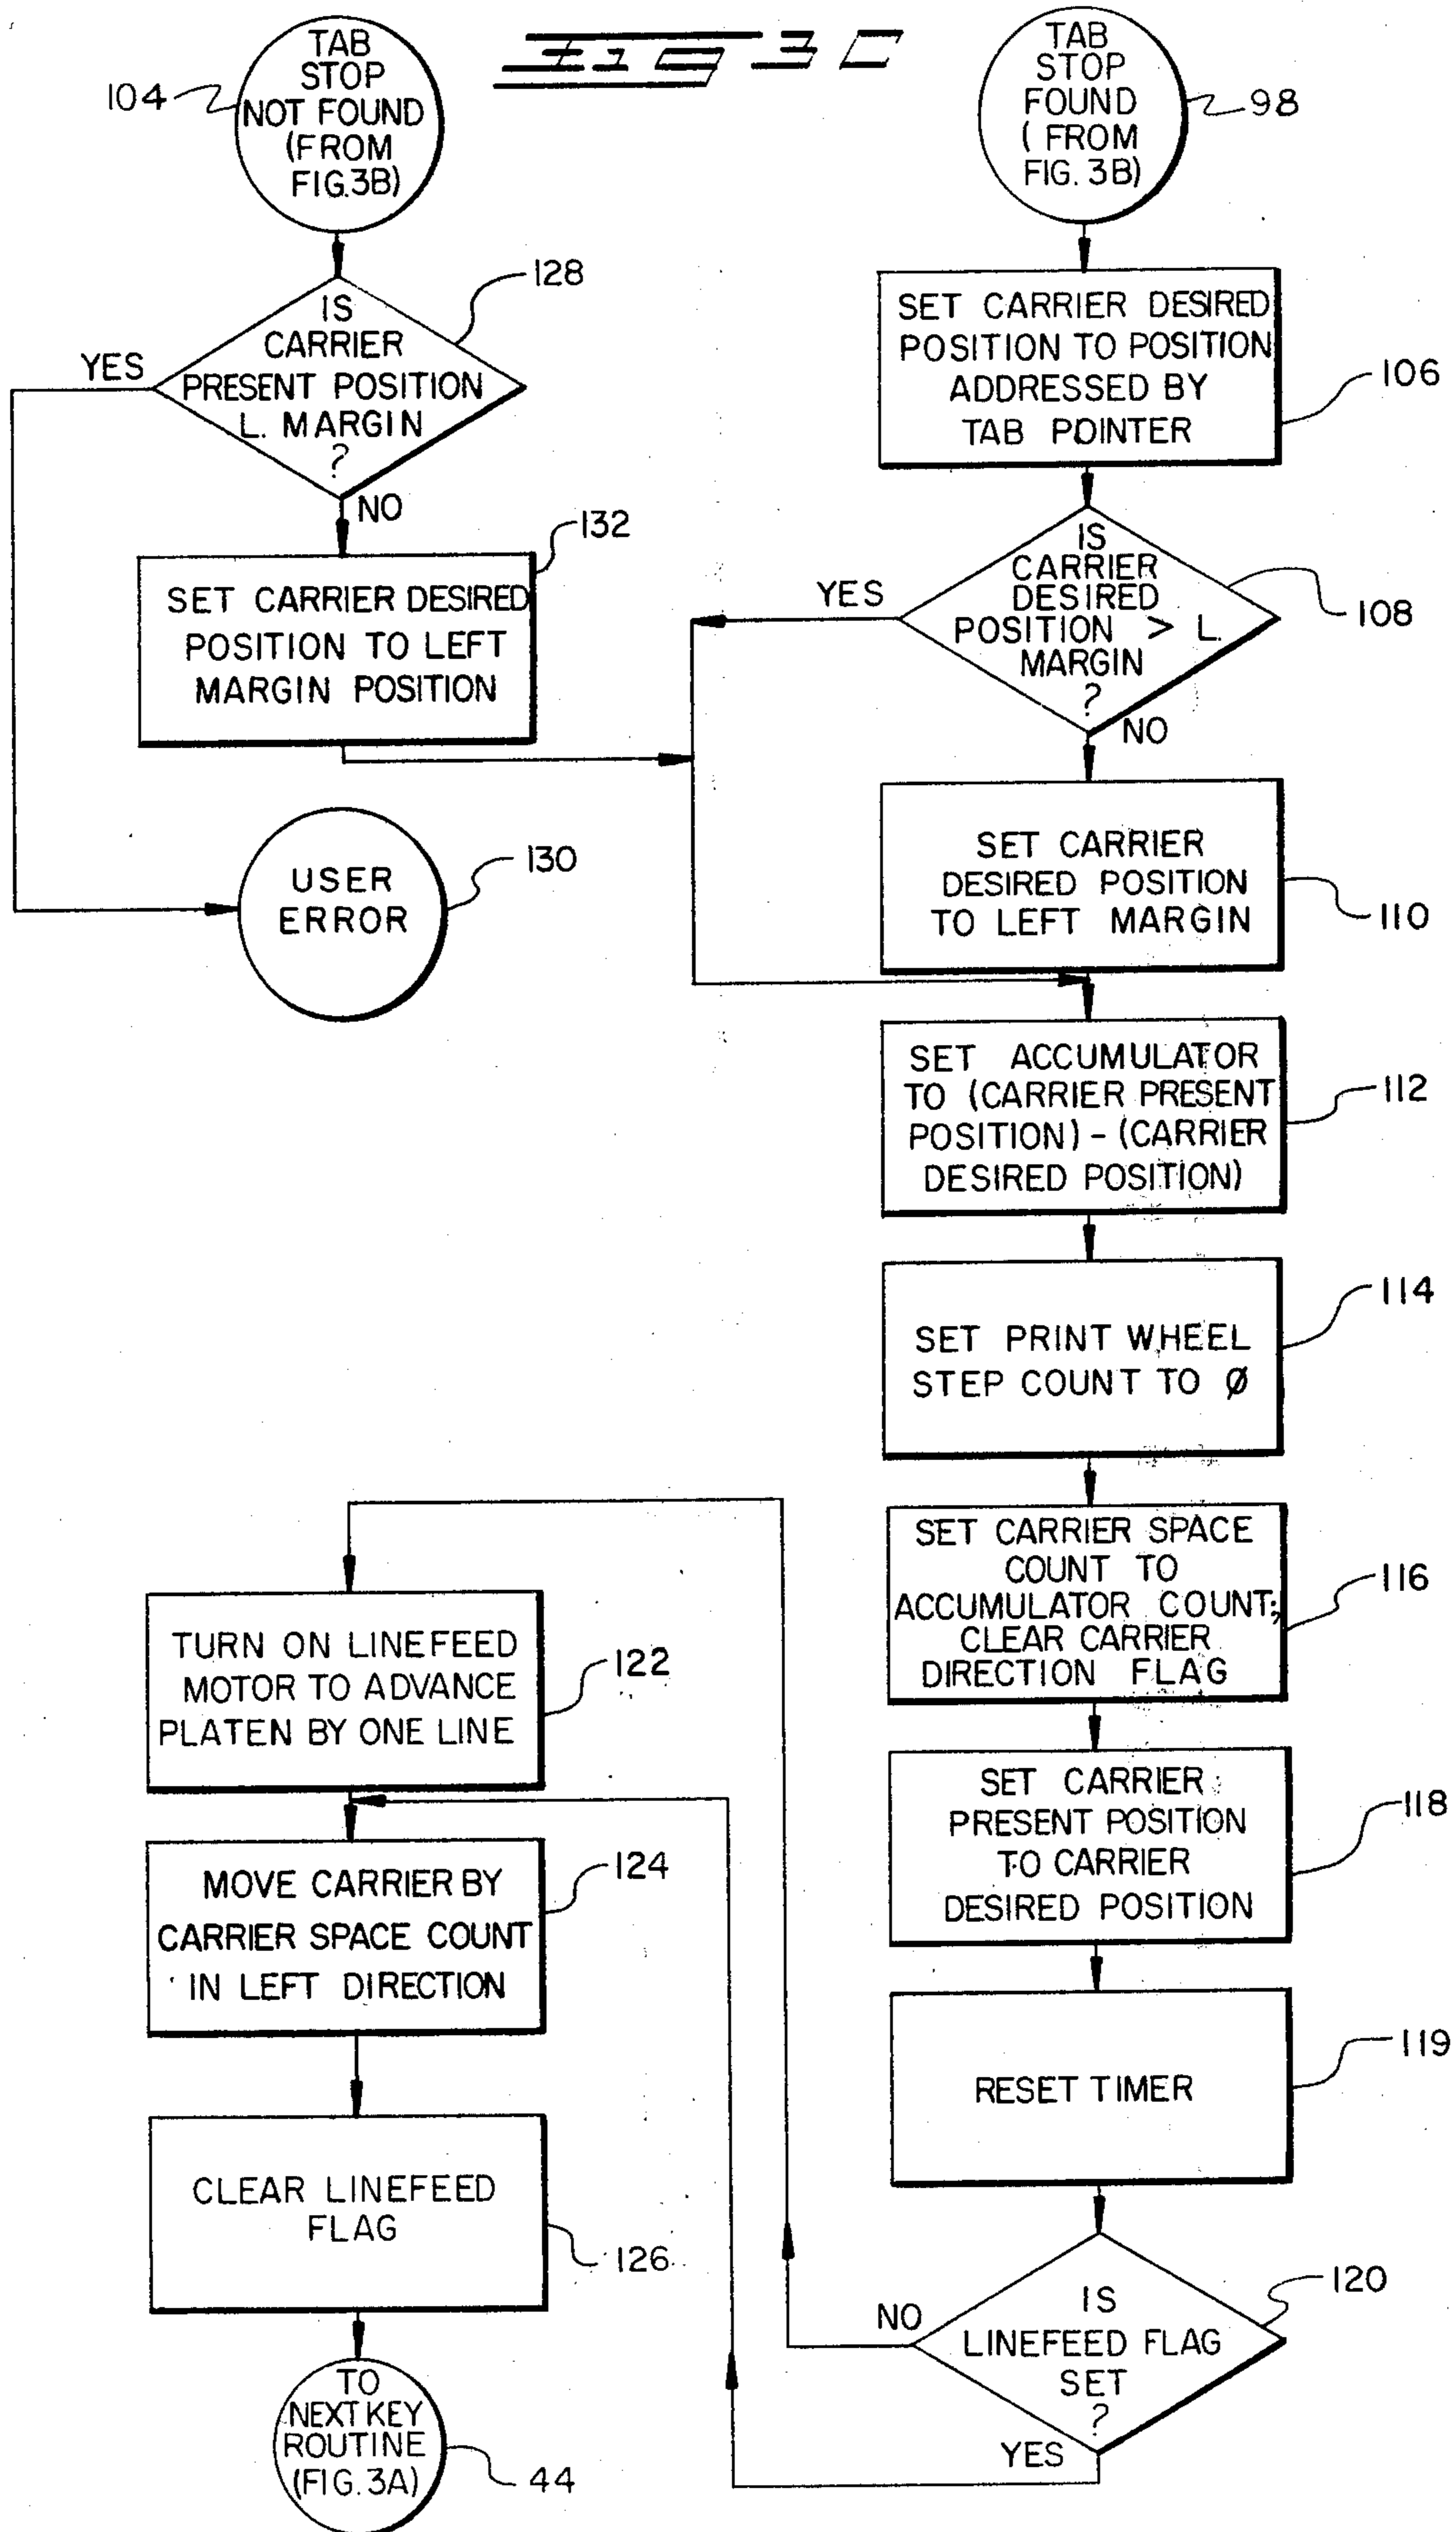 FIG 3C
TAB
STOP
NOT FOUND
(FROM
FIG.3B)
104
IS
CARRIER
PRESENT POSITION
L. MARGIN
?
128
YES
NO
SET CARRIER DESIRED
POSITION TO LEFT
MARGIN POSITION
132
USER
ERROR
130
TAB
STOP
FOUND
( FROM
FIG. 3B)
98
SET CARRIER DESIRED
POSITION TO POSITION
ADDRESSED BY
TAB POINTER
106
IS
CARRIER
DESIRED
POSITION > L.
MARGIN
?
108
YES
NO
SET CARRIER
DESIRED POSITION
TO LEFT MARGIN
110
SET ACCUMULATOR
TO (CARRIER PRESENT
POSITION) - (CARRIER
DESIRED POSITION)
112
SET PRINT WHEEL
STEP COUNT TO Ø
114
SET CARRIER SPACE
COUNT TO
ACCUMULATOR COUNT;
CLEAR CARRIER
DIRECTION FLAG
116
SET CARRIER
PRESENT POSITION
TO CARRIER
DESIRED POSITION
118
RESET TIMER
119
IS
LINEFEED FLAG
SET
?
120
NO
YES
TURN ON LINEFEED
MOTOR TO ADVANCE
PLATEN BY ONE LINE
122
MOVE CARRIER BY
CARRIER SPACE COUNT
IN LEFT DIRECTION
124
CLEAR LINEFEED
FLAG
126
TO
NEXT KEY
ROUTINE
(FIG. 3A)
44